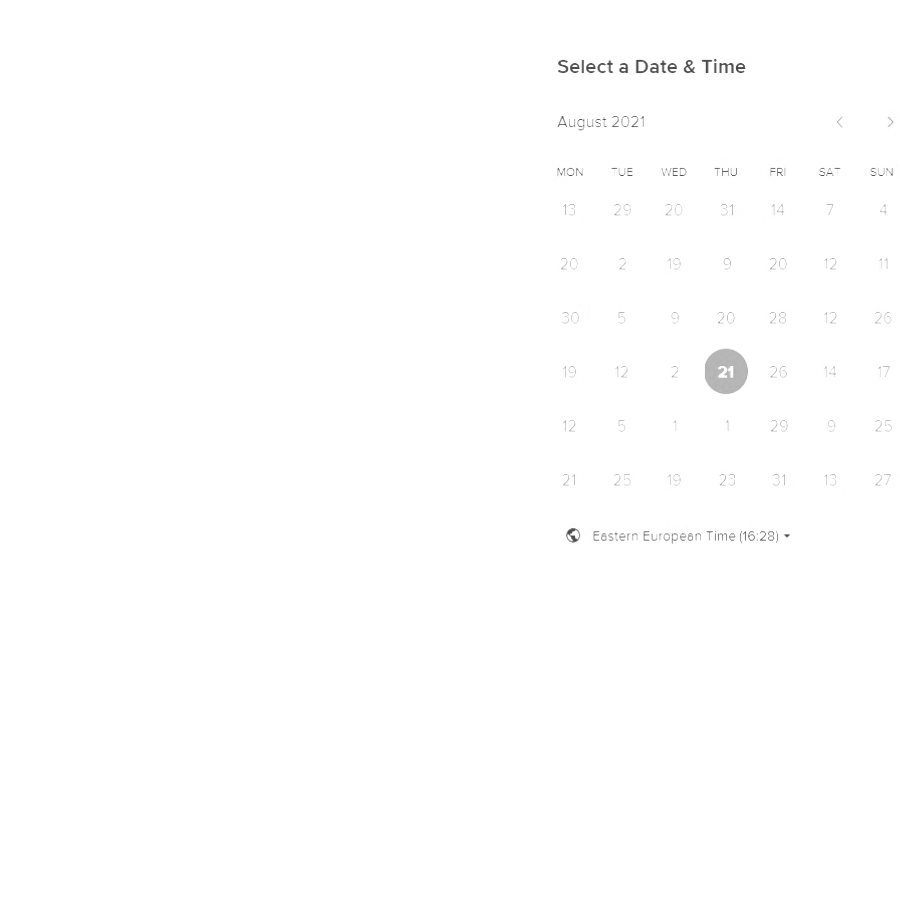 Select a Date & Time
August 2021
MON TUE WED THU FRI SAT SUN
13 29 20 31 14 7 4
20 2 19 9 20 12 11
30 5 9 20 28 12 26
19 12 2 21 26 14 17
12 5 1 1 29 9 25
21 25 19 23 31 13 27
Eastern European Time (16:28)